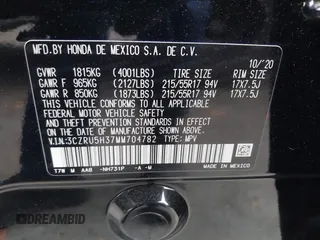 MFD.BY HONDA DE MEXICO S.A. DE C.V.
10/'20
GVWR 1815KG (4001LBS) TIRE SIZE RIM SIZE
GAWR F 965KG (2127LBS) 215/55R17 94V 17X7.5J
GAWR R 850KG (1873LBS) 215/55R17 94V 17X7.5J
THIS VEHICLE CONFORMS TO ALL APPLICABLE
FEDERAL MOTOR VEHICLE SAFETY AND
THEFT PREVENTION STANDARDS IN EFFECT
ON THE DATE OF MANUFACTURE SHOWN ABOVE.
V.I.N.:3CZRU5H37MM704782 TYPE: MPV
T7W M AAB -NH731P -A -M
MADE IN MEXICO
DREAMBID